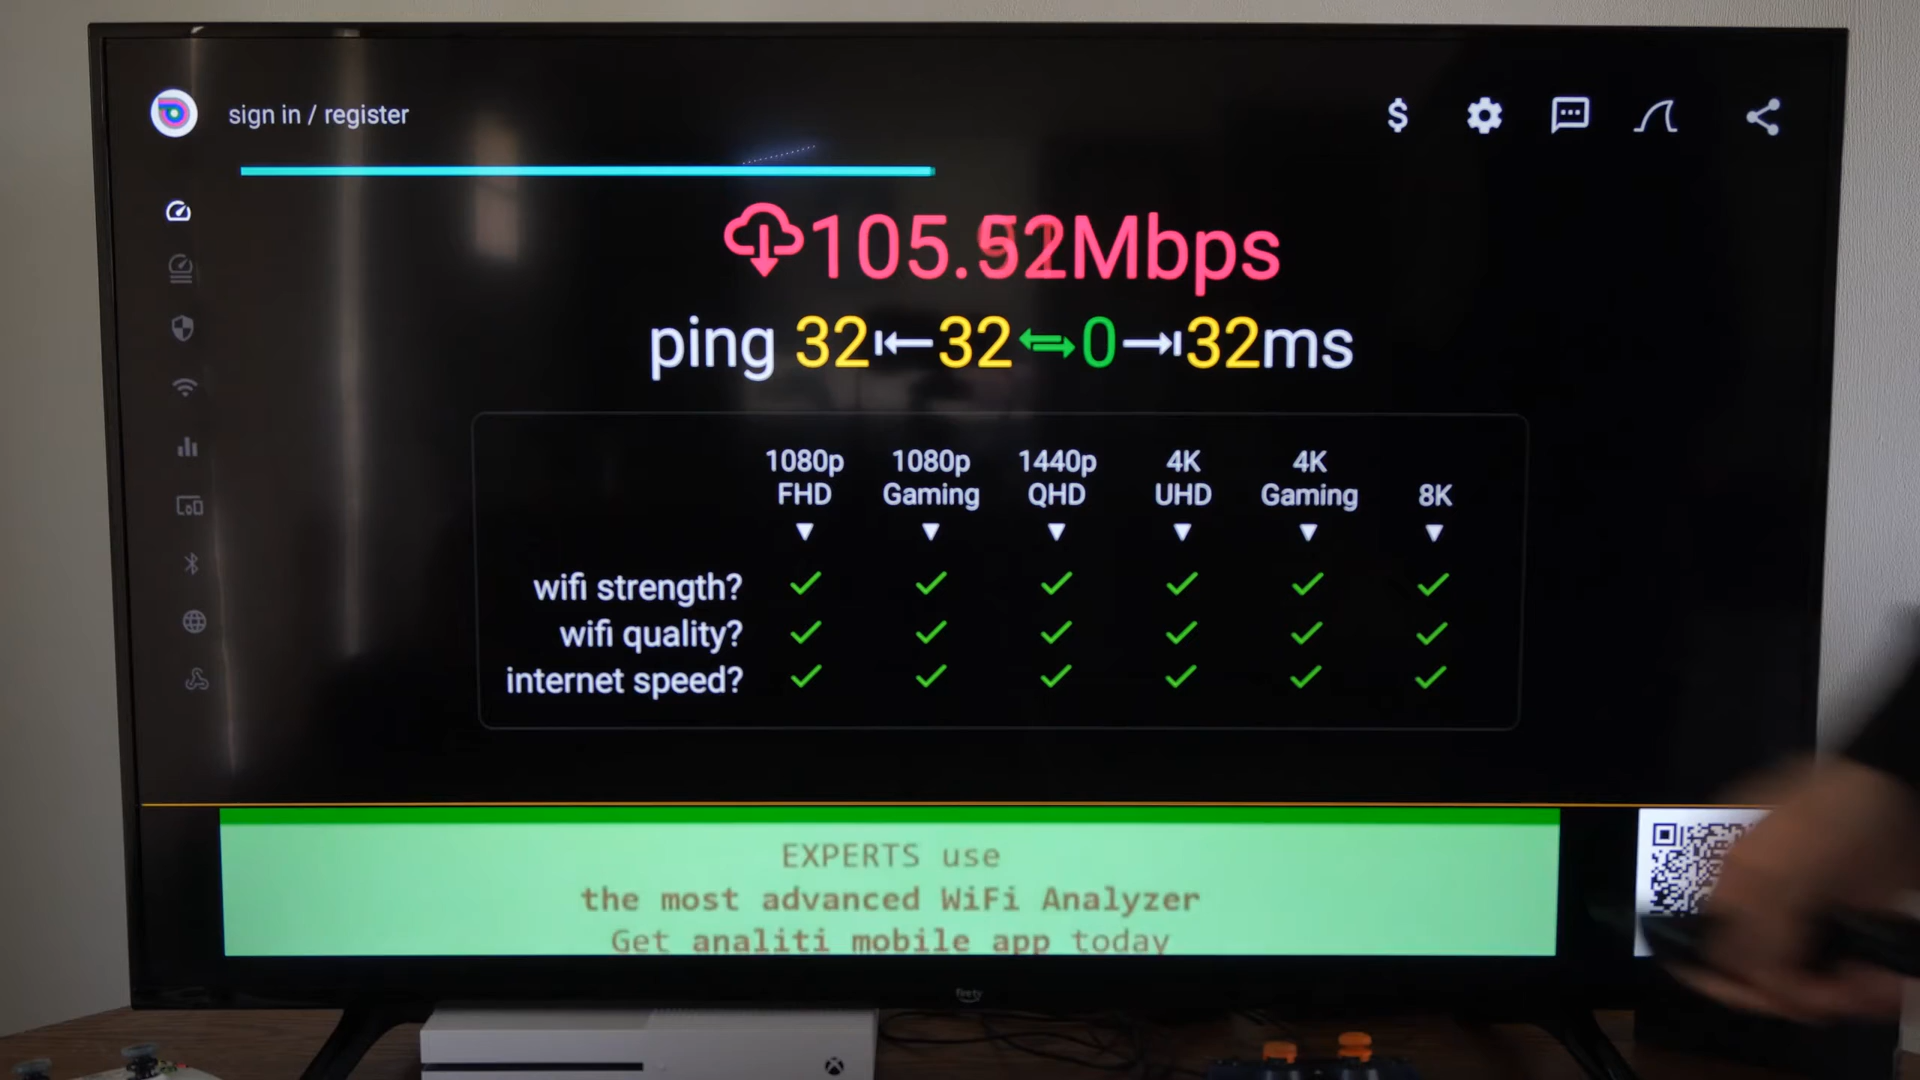 sign in / register
105.52Mbps
ping 32 32 0 32ms
1080p FHD
1080p Gaming
1440p QHD
4K UHD
4K Gaming
8K
wifi strength?
wifi quality?
internet speed?
EXPERTS use
the most advanced WiFi Analyzer
Get analiti mobile app today
firetv